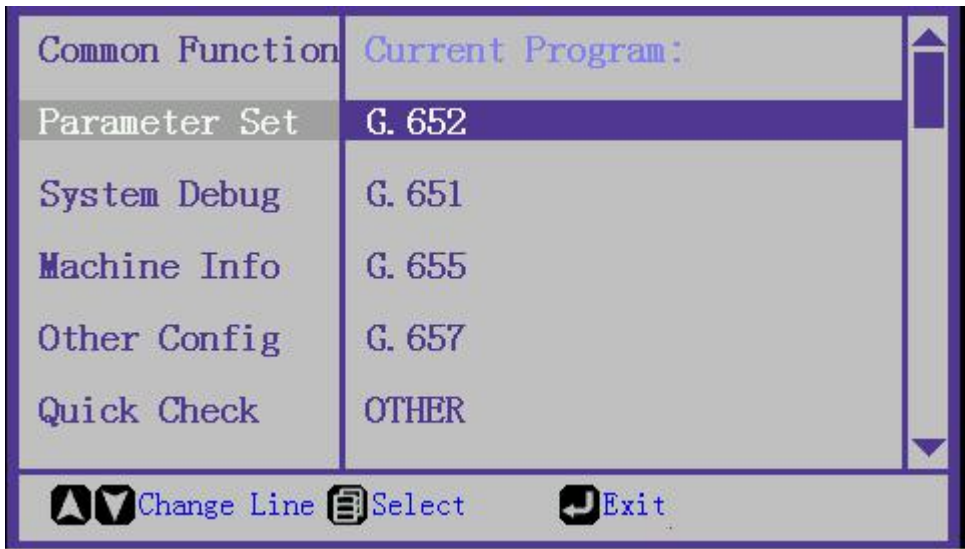 Common Function
Current Program:
Parameter Set
G. 652
System Debug
G. 651
Machine Info
G. 655
Other Config
G. 657
Quick Check
OTHER
Change Line Select Exit